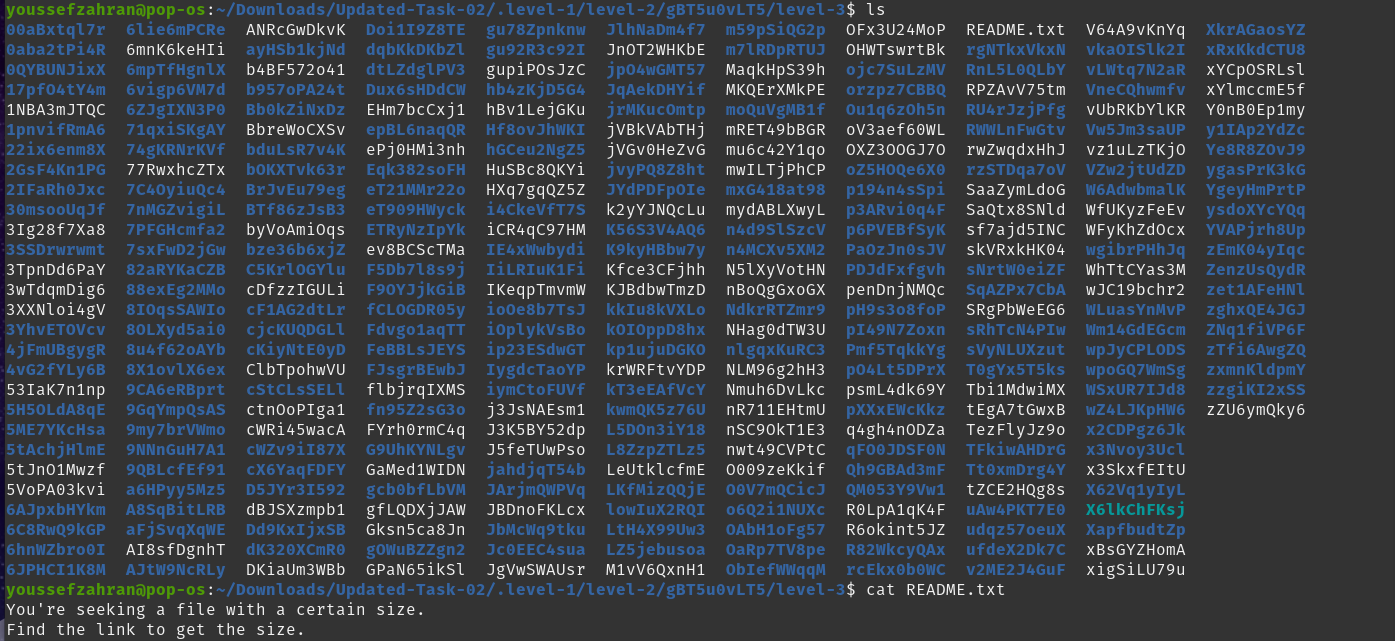 youssefzahran@pop-os:~/Downloads/Updated-Task-02/.level-1/level-2/gBT5u0vLT5/level-3$ ls
00aBxtql7r 6lie6mPCRe ANRcGwDkvK Doi1I9Z8TE gu78Zpnknw JlhNaDm4f7 m59pSiQG2p OFx3U24MoP README.txt V64A9vKnYq XkrAGaosYZ
0aba2tPi4R 6mnK6keHIi ayHSb1kjNd dqbKkDKbZl gu92R3c92I JnOT2WHKbE m7lRDpRTUJ OHWTswrtBk rgNTkxVkxN vkaOISlk2I xRxKkdCTU8
0QYBUNJixX 6mpTfHgnlX b4BF572o41 dtLZdglPV3 gupiPOsJzC jpO4wGMT57 MaqkHpS39h ojc7SuLzMV RnL5L0QLbY vLWtq7N2aR xYCpOSRLsl
17pfO4tY4m 6vigp6VM7d b957oPA24t Dux6sHDdCW hb4zKjD5G4 JqAekDHYif MKQErXMkPE orzpz7CBBQ RPZAvV75tm VneCQhwmfv xYlmccmE5f
1NBA3mJTQC 6ZJgIXN3P0 Bb0kZiNxDz EHm7bcCxj1 hBv1LejGKu jrMKucOmtp moQuVgMB1f Ou1q6zOh5n RU4rJzjPfg vUbRKbYlKR Y0nB0Ep1my
1pnvifRmA6 71qxiSKgAY BbreWoCXSv epBL6naqQR Hf8ovJhWKI jVBkVAbTHj mRET49bBGR oV3aef60WL RWWLnFwGtv Vw5Jm3saUP y1IAp2YdZc
22ix6enm8X 74gKRNrKVf bduLsR7v4K ePj0HMi3nh hGCeu2NgZ5 jVGv0HeZvG mu6c42Y1qo OXZ3OOGJ7O rwZwqdxHhJ vz1uLzTKjO Ye8R8ZOvJ9
2GsF4Kn1PG 77RwxhcZTx bOKXTvk63r Eqk382soFH HuSBc8QKYi jvyPQ8Z8ht mwILTjPhCP oZ5HOQe6X0 rzSTDqa7oV VZw2jtUdZD ygasPrK3kG
2IFaRh0Jxc 7C4OyiuQc4 BrJvEu79eg eT21MMr22o HXq7gqQZ5Z JYdPDFpOIe mxG418at98 p194n4sSpi SaaZymLdoG W6AdwbmalK YgeyHmPrtP
30msooUqJf 7nMGZvigiL BTf86zJsB3 eT909HWyck i4CkeVfT7S k2yYJNQcLu mydABLXwyL p3ARvi0q4F SaQtx8SNld WfUKyzFeEv ysdoXYcYQq
3Ig28f7Xa8 7PFGHcmfa2 byVoAmiOqs ETRyNzIpYk iCR4qC97HM K56S3V4AQ6 n4d9SlSzcV p6PVEBfSyK sf7ajd5INC WFyKhZdOcx YVAPjrh8Up
3SSDrwrwmt 7sxFwD2jGw bze36b6xjZ ev8BCScTMa IE4xWwbydi K9kyHBbw7y n4MCXv5XM2 PaOzJn0sJV skVRxkHK04 wgibrPHhJq zEmK04yIqc
3TpnDd6PaY 82aRYKaCZB C5KrlOGYlu F5Db7l8s9j IiLRIuK1Fi Kfce3CFjhh N5lXyVotHN PDJdFxfgvh sNrtW0eiZF WhTtCYas3M ZenzUsQydR
3wTdqmDig6 88exEg2MMo cDfzzIGULi F9OYJjkGiB IKeqpTmvmW KJBdbwTmzD nBoQgGxoGX penDnjNMQc SqAZPx7CbA wJC19bchr2 zet1AFeHNl
3XXNloi4gV 8IOqsSAWIo cF1AG2dtLr fCLOGDR05y ioOe8b7TsJ kkIu8kVXLo NdkrRTZmr9 pH9s3o8foP SRgPbWeEG6 WLuasYnMvP zghxQE4JGJ
3YhvETOVcv 8OLXyd5ai0 cjcKUQDGLl Fdvgo1aqTT iOplykVsBo kOIOppD8hx NHag0dTW3U pI49N7Zoxn sRhTcN4PIw Wm14GdEGcm ZNq1fiVP6F
4jFmUBgygR 8u4f62oAYb cKiyNtE0yD FeBBLsJEYS ip23ESdwGT kp1ujuDGKO nlgqxKuRC3 Pmf5TqkkYg sVyNLUXzut wpJyCPLODS zTfi6AwgZQ
4vG2fYLy6B 8X1ovlX6ex ClbTpohwVU FJsgrBEwbJ IygdcTaoYP krWRFtvYDP NLM96g2hH3 pO4Lt5DPrX T0gYx5T5ks wpoGQ7WmSg zxmnKldpmY
53IaK7n1np 9CA6eRBprt cStCLsSELl flbjrqIXMS iymCtoFUVf kT3eEAfVcY Nmuh6DvLkc psmL4dk69Y Tbi1MdwiMX WSxUR7IJd8 zzgiKI2xSS
5H5OLdA8qE 9GqYmpQsAS ctnOoPIga1 fn95Z2sG3o j3JsNAEsm1 kwmQK5z76U nR711EHtmU pXXxEWcKkz tEgA7tGwxB wZ4LJKpHW6 zZU6ymQky6
5ME7YKcHsa 9my7brVWmo cWRi45wacA FYrh0rmC4q J3K5BY52dp L5DOn3iY18 nSC9OkT1E3 q4gh4nODZa TezFlyJz9o x2CDPgz6Jk
5tAchjHlmE 9NNnGuH7A1 cWZv9iI87X G9UhKYNLgv J5feTUwPso L8ZzpZTLz5 nwt49CVPtC qFO0JDSF0N TFkiwAHDrG x3Nvoy3Ucl
5tJnO1Mwzf 9QBLcfEf91 cX6YaqFDFY GaMed1WIDN jahdjqT54b LeUtklcfmE O009zeKkif Qh9GBAd3mF Tt0xmDrg4Y x3SkxfEItU
5VoPA03kvi a6HPyy5Mz5 D5JYr3I592 gcb0bfLbVM JArjmQWPVq LKfMizQQjE O0V7mQCicJ QM053Y9Vw1 tZCE2HQg8s X62Vq1yIyL
6AJpxbHYkm A8SqBitLRB dBJSXzmpb1 gfLQDXjJAW JBDnoFKLcx lowIuX2RQI o6Q2i1NUXc R0LpA1qK4F uAw4PKT7E0 X6lkChFKsj
6C8RwQ9kGP aFjSvqXqWE Dd9KxIjxSB Gksn5ca8Jn JbMcWq9tku LtH4X99Uw3 OAbH1oFg57 R6okint5JZ udqz57oeuX XapfbudtZp
6hnWZbro0I AI8sfDgnhT dK320XCmR0 gOWuBZZgn2 Jc0EEC4sua LZ5jebusoa OaRp7TV8pe R82WkcyQAx ufdeX2Dk7C xBsGYZHomA
6JPHCI1K8M AJtW9NcRLy DKiaUm3WBb GPaN65ikSl JgVwSWAUsr M1vV6QxnH1 ObIefWWqqM rcEkx0b0WC v2ME2J4GuF xigSiLU79u
youssefzahran@pop-os:~/Downloads/Updated-Task-02/.level-1/level-2/gBT5u0vLT5/level-3$ cat README.txt
You're seeking a file with a certain size.
Find the link to get the size.